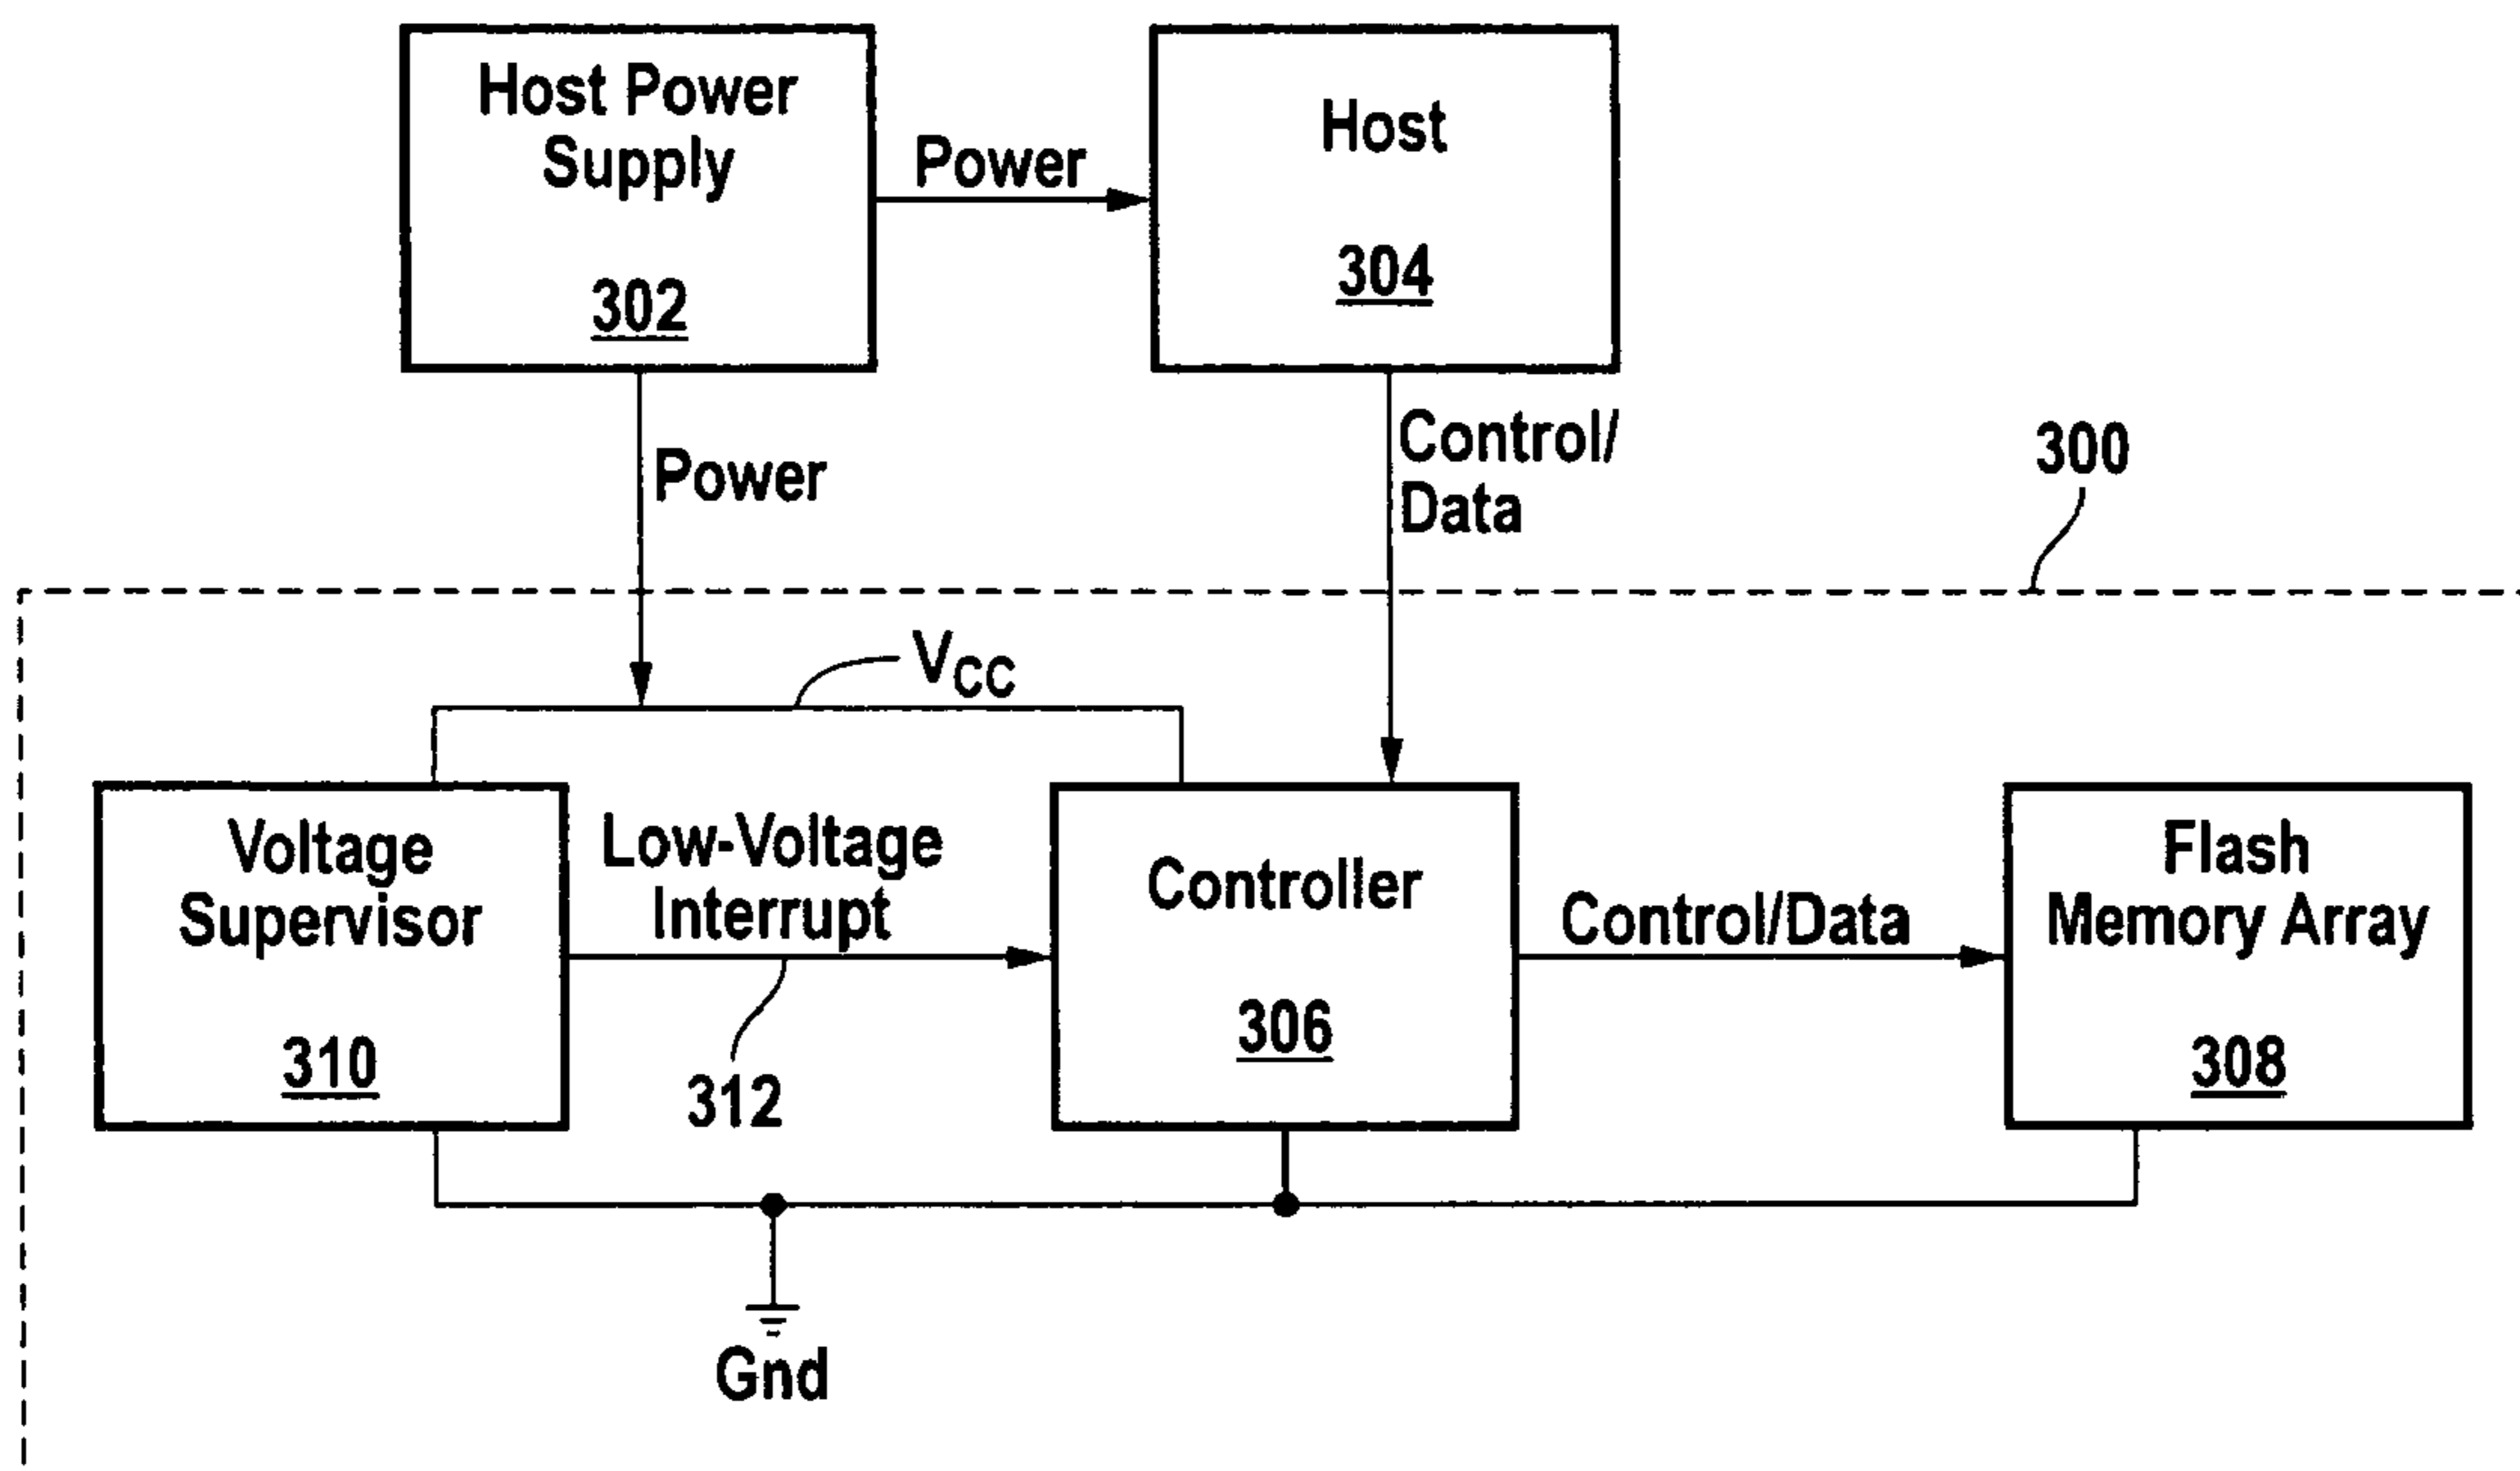 Host Power
Supply
302
Power
Host
304
Power
Control/
Data
300
VCC
Voltage
Supervisor
310
Low-Voltage
Interrupt
312
Controller
306
Control/Data
Flash
Memory Array
308
Gnd